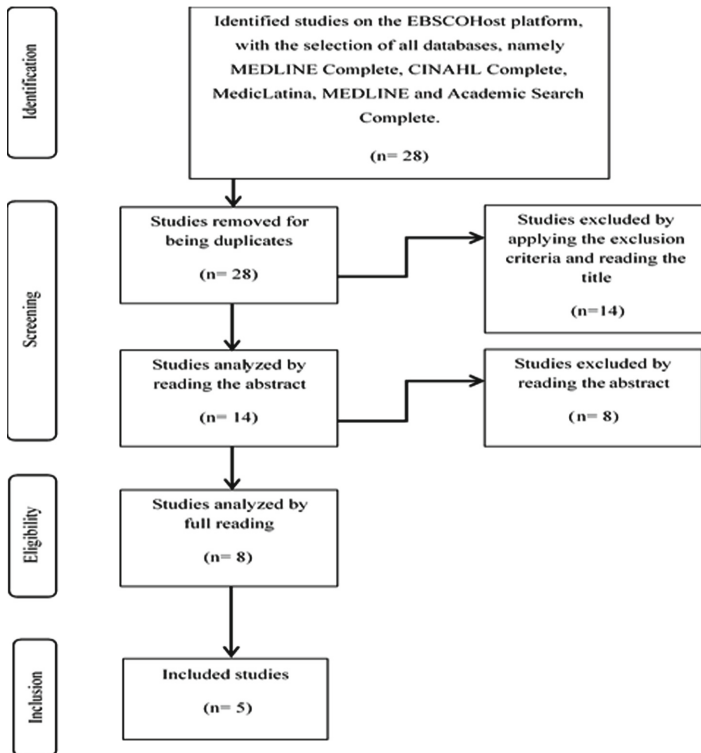 Identification
Identified studies on the EBSCOHost platform,
with the selection of all databases, namely
MEDLINE Complete, CINAHL Complete,
MedicLatina, MEDLINE and Academic Search
Complete.
(n= 28)
Screening
Studies removed for
being duplicates
(n= 28)
Studies excluded by
applying the exclusion
criteria and reading the
title
(n=14)
Studies analyzed by
reading the abstract
(n= 14)
Studies excluded by
reading the abstract
(n= 8)
Eligibility
Studies analyzed by
full reading
(n= 8)
Inclusion
Included studies
(n= 5)